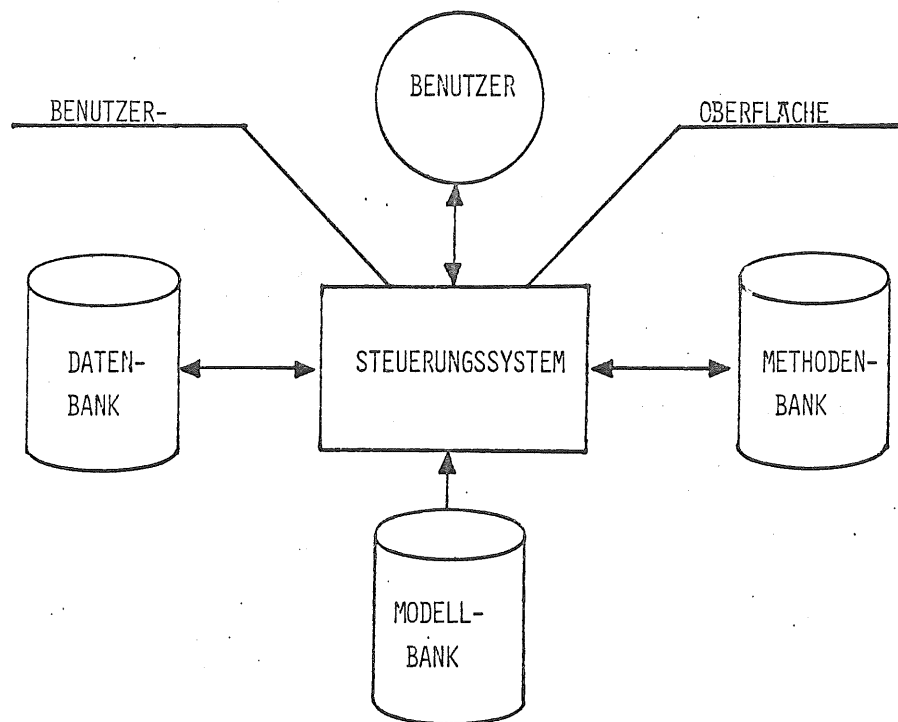 BENUTZER
BENUTZER-
OBERFLÄCHE
DATEN-
BANK
STEUERUNGSSYSTEM
METHODEN-
BANK
MODELL-
BANK